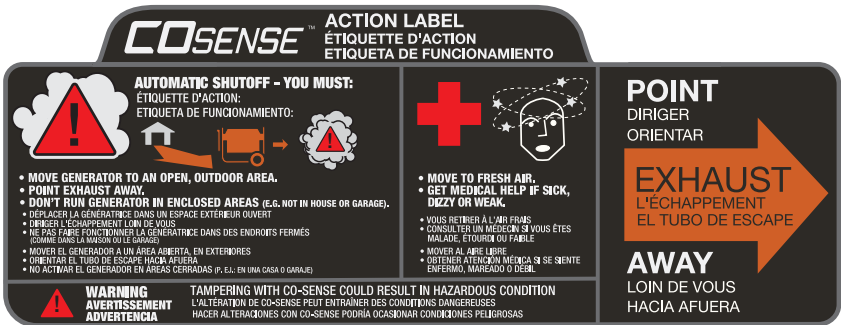 COSENSE™
ACTION LABEL
ÉTIQUETTE D'ACTION
ETIQUETA DE FUNCIONAMIENTO
AUTOMATIC SHUTOFF - YOU MUST:
ÉTIQUETTE D'ACTION:
ETIQUETA DE FUNCIONAMIENTO:
• MOVE GENERATOR TO AN OPEN, OUTDOOR AREA.
• POINT EXHAUST AWAY.
• DON'T RUN GENERATOR IN ENCLOSED AREAS (E.G. NOT IN HOUSE OR GARAGE).
• DÉPLACER LA GÉNÉRATRICE DANS UN ESPACE EXTÉRIEUR OUVERT
• DIRIGER L'ÉCHAPPEMENT LOIN DE VOUS
• NE PAS FAIRE FONCTIONNER LA GÉNÉRATRICE DANS DES ENDROITS FERMÉS
(COMME DANS LA MAISON OU LE GARAGE)
• MOVER EL GENERADOR A UN ÁREA ABIERTA, EN EXTERIORES
• ORIENTAR EL TUBO DE ESCAPE HACIA AFUERA
• NO ACTIVAR EL GENERADOR EN ÁREAS CERRADAS (P. EJ.: EN UNA CASA O GARAJE)
• MOVE TO FRESH AIR.
• GET MEDICAL HELP IF SICK,
DIZZY OR WEAK.
• VOUS RETIRER À L'AIR FRAIS
• CONSULTER UN MÉDECIN SI VOUS ÊTES
MALADE, ÉTOURDI OU FAIBLE
• MOVER AL AIRE LIBRE
• OBTENER ATENCIÓN MÉDICA SI SE SIENTE
ENFERMO, MAREADO O DÉBIL
POINT
DIRIGER
ORIENTAR
EXHAUST
L'ÉCHAPPEMENT
EL TUBO DE ESCAPE
AWAY
LOIN DE VOUS
HACIA AFUERA
WARNING
AVERTISSEMENT
ADVERTENCIA
TAMPERING WITH CO-SENSE COULD RESULT IN HAZARDOUS CONDITION
L'ALTÉRATION DE CO-SENSE PEUT ENTRAÎNER DES CONDITIONS DANGEREUSES
HACER ALTERACIONES CON CO-SENSE PODRÍA OCASIONAR CONDICIONES PELIGROSAS